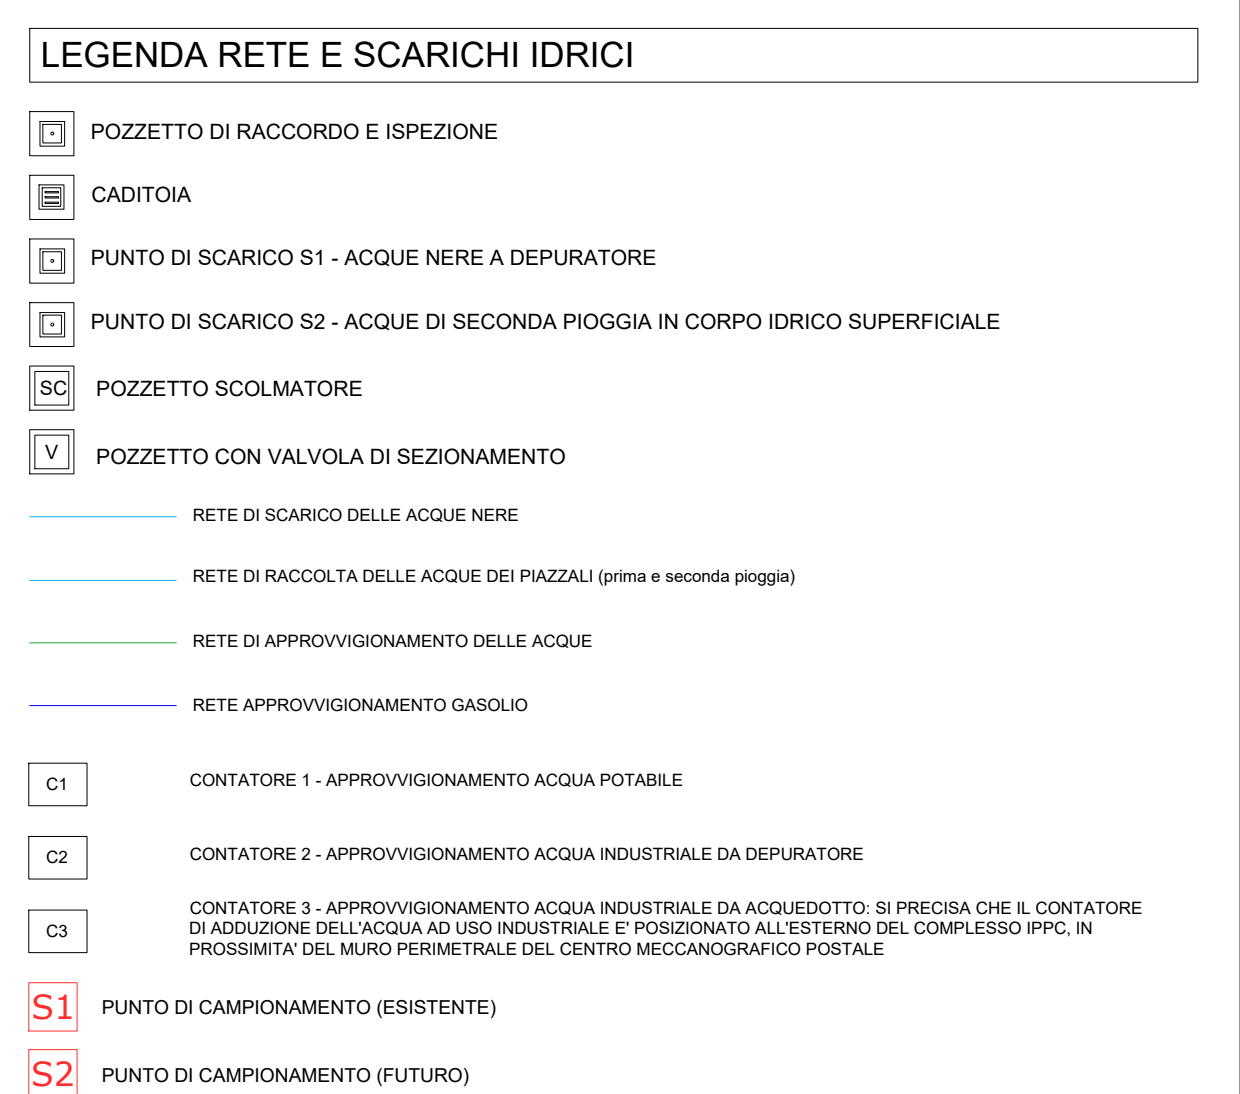 LEGENDA RETE E SCARICHI IDRICI
POZZETTO DI RACCORDO E ISPEZIONE
CADITOIA
PUNTO DI SCARICO S1 - ACQUE NERE A DEPURATORE
PUNTO DI SCARICO S2 - ACQUE DI SECONDA PIOGGIA IN CORPO IDRICO SUPERFICIALE
SC POZZETTO SCOLMATORE
V POZZETTO CON VALVOLA DI SEZIONAMENTO
RETE DI SCARICO DELLE ACQUE NERE
RETE DI RACCOLTA DELLE ACQUE DEI PIAZZALI (prima e seconda pioggia)
RETE DI APPROVVIGIONAMENTO DELLE ACQUE
RETE APPROVVIGIONAMENTO GASOLIO
C1 CONTATORE 1 - APPROVVIGIONAMENTO ACQUA POTABILE
C2 CONTATORE 2 - APPROVVIGIONAMENTO ACQUA INDUSTRIALE DA DEPURATORE
CONTATORE 3 - APPROVVIGIONAMENTO ACQUA INDUSTRIALE DA ACQUEDOTTO: SI PRECISA CHE IL CONTATORE
C3 DI ADDUZIONE DELL'ACQUA AD USO INDUSTRIALE E' POSIZIONATO ALL'ESTERNO DEL COMPLESSO IPPC, IN
PROSSIMITA' DEL MURO PERIMETRALE DEL CENTRO MECCANOGRAFICO POSTALE
S1 PUNTO DI CAMPIONAMENTO (ESISTENTE)
S2 PUNTO DI CAMPIONAMENTO (FUTURO)